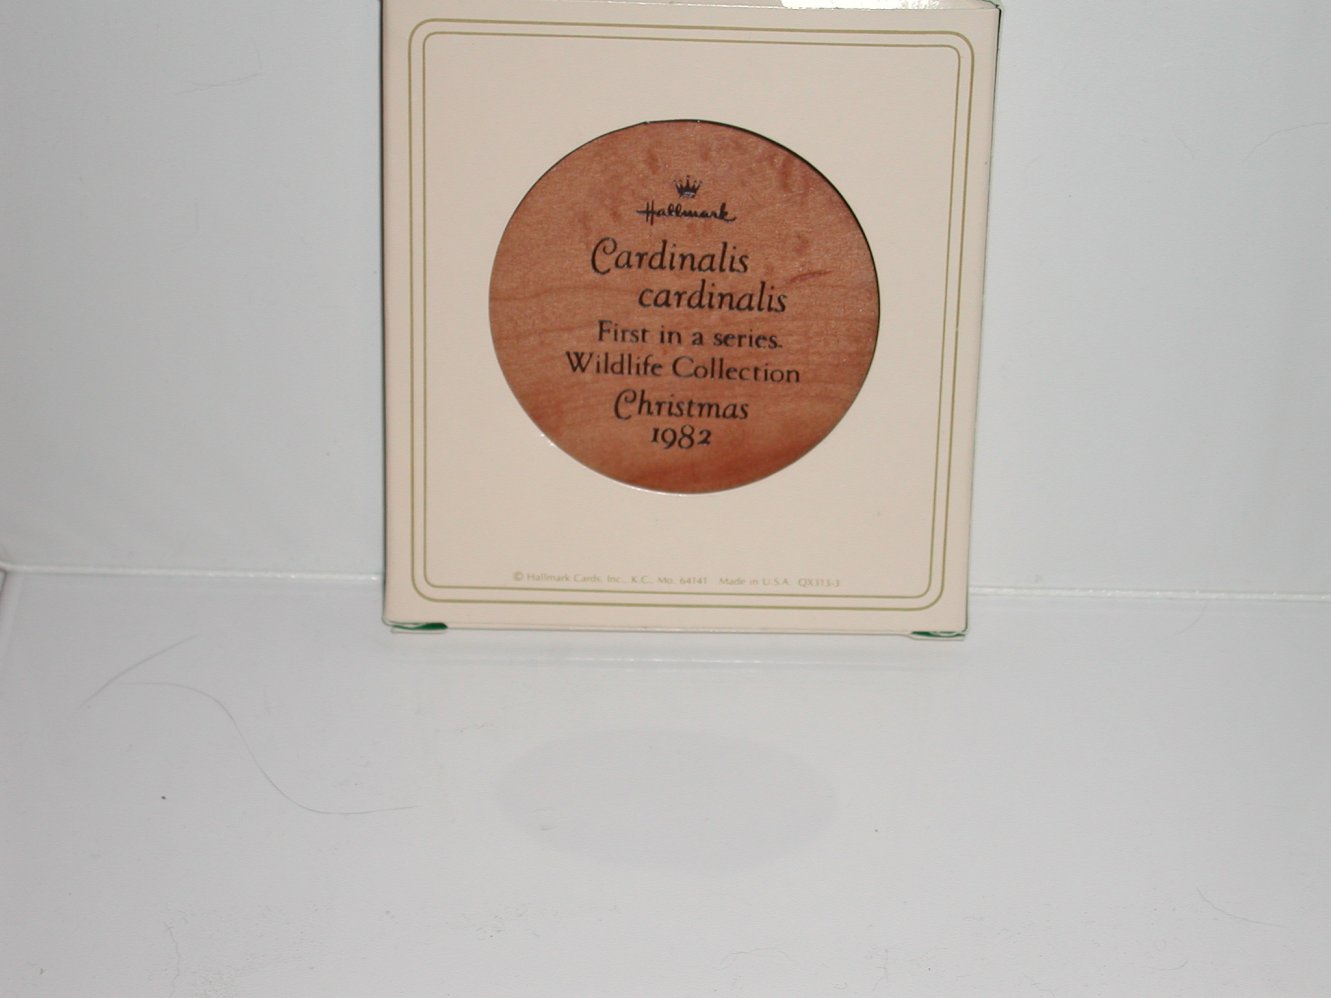 Hallmark
Cardinalis
cardinalis
First in a series.
Wildlife Collection
Christmas
1982
© Hallmark Cards, Inc., K.C., Mo. 64141 Made in U.S.A. QX313-3